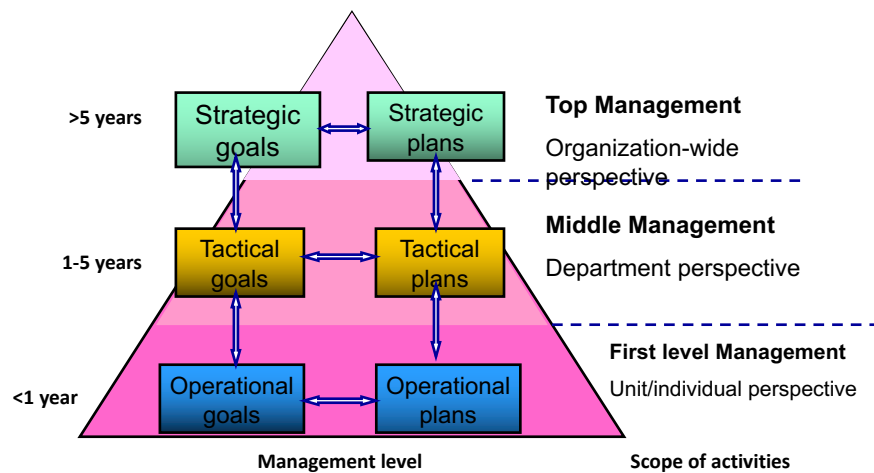 >5 years
Strategic
goals
Strategic
plans
Top Management
Organization-wide
perspective
1-5 years
Tactical
goals
Tactical
plans
Middle Management
Department perspective
<1 year
Operational
goals
Operational
plans
First level Management
Unit/individual perspective
Management level
Scope of activities